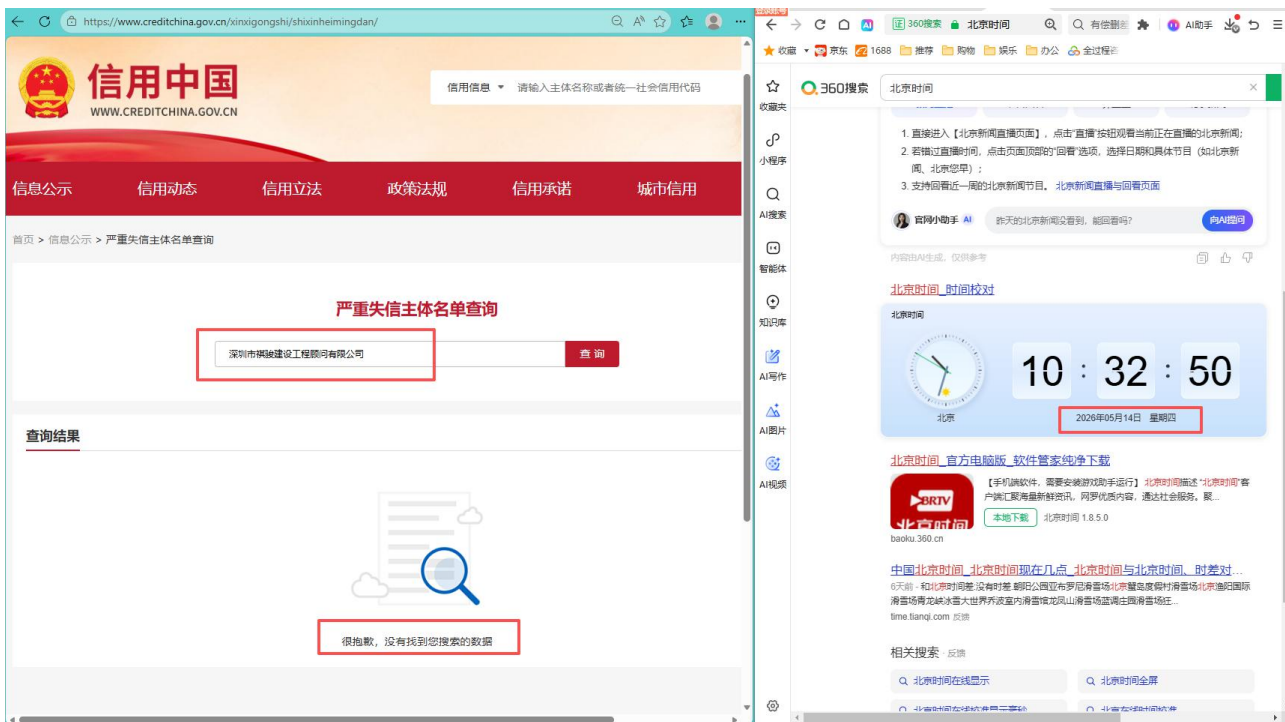 https://www.creditchina.gov.cn/xinxigongshi/shixinheimingdan/
信用中国
WWW.CREDITCHINA.GOV.CN
信用信息
请输入主体名称或者统一社会信用代码
信息公示
信用动态
信用立法
政策法规
信用承诺
城市信用
首页 > 信息公示 > 严重失信主体名单查询
严重失信主体名单查询
深圳市祺骏建设工程顾问有限公司
查 询
查询结果
很抱歉，没有找到您搜索的数据
360搜索
北京时间
AI助手
收藏
京东
1688
推荐
购物
娱乐
办公
收藏夹
小程序
AI搜索
智能体
知识库
AI写作
AI图片
AI视频
360搜索
北京时间
1. 直接进入【北京新闻直播页面】，点击“直播”按钮观看当前正在直播的北京新闻;
2. 若错过直播时间，点击页面顶部的“回看”选项，选择日期和具体节目（如北京新
闻、北京您早）;
3. 支持回看近一周的北京新闻节目。 北京新闻直播与回看页面
官网小助手 AI
昨天的北京新闻没看到，能回看吗?
向AI提问
内容由AI生成，仅供参考
北京时间_时间校对
北京时间
10 : 32 : 50
北京
2026年05月14日 星期四
北京时间_官方电脑版_软件管家纯净下载
BRTV
北京时间
【手机端软件，需要安装游戏助手运行】北京时间描述“北京时间”客
户端汇聚海量新鲜资讯，网罗优质内容，通达社会服务。聚...
本地下载
北京时间 1.8.5.0
baoku.360.cn
中国北京时间_北京时间现在几点_北京时间与北京时间、时差对...
6天前 - 和北京时间差:没有时差.朝阳公园亚布罗尼滑雪场北京蟹岛度假村滑雪场北京渔阳国际
滑雪场青龙峡冰雪大世界乔波室内滑雪馆龙凤山滑雪场蓝调庄园滑雪场狂...
time.tianqi.com 反馈
相关搜索 · 反馈
北京时间在线显示
北京时间全屏